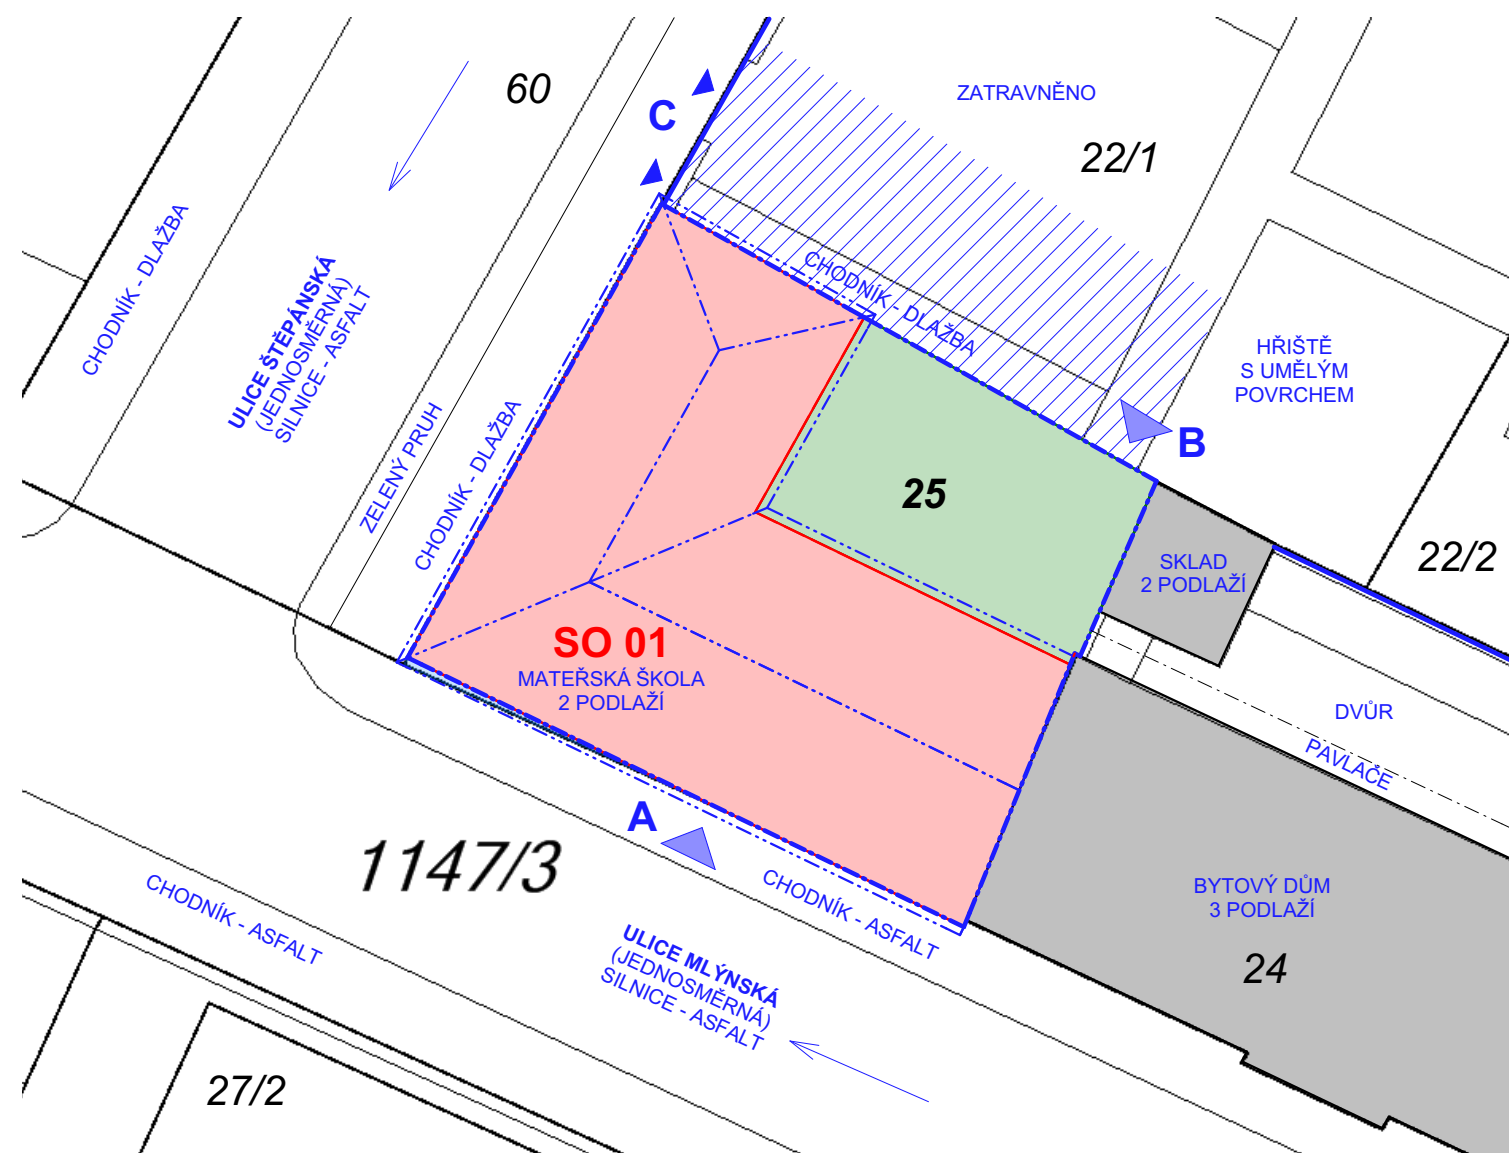 60
C
ZATRAVNĚNO
22/1
CHODNÍK - DLAŽBA
ULICE ŠTĚPÁNSKÁ
(JEDNOSMĚRNÁ)
SILNICE - ASFALT
CHODNÍK - DLAŽBA
HŘIŠTĚ
S UMĚLÝM
POVRCHEM
ZELENÝ PRUH
CHODNÍK - DLAŽBA
B
25
22/2
SKLAD
2 PODLAŽÍ
SO 01
MATEŘSKÁ ŠKOLA
2 PODLAŽÍ
DVŮR
PAVLAČE
A
1147/3
CHODNÍK - ASFALT
CHODNÍK - ASFALT
BYTOVÝ DŮM
3 PODLAŽÍ
24
ULICE MLÝNSKÁ
(JEDNOSMĚRNÁ)
SILNICE - ASFALT
27/2